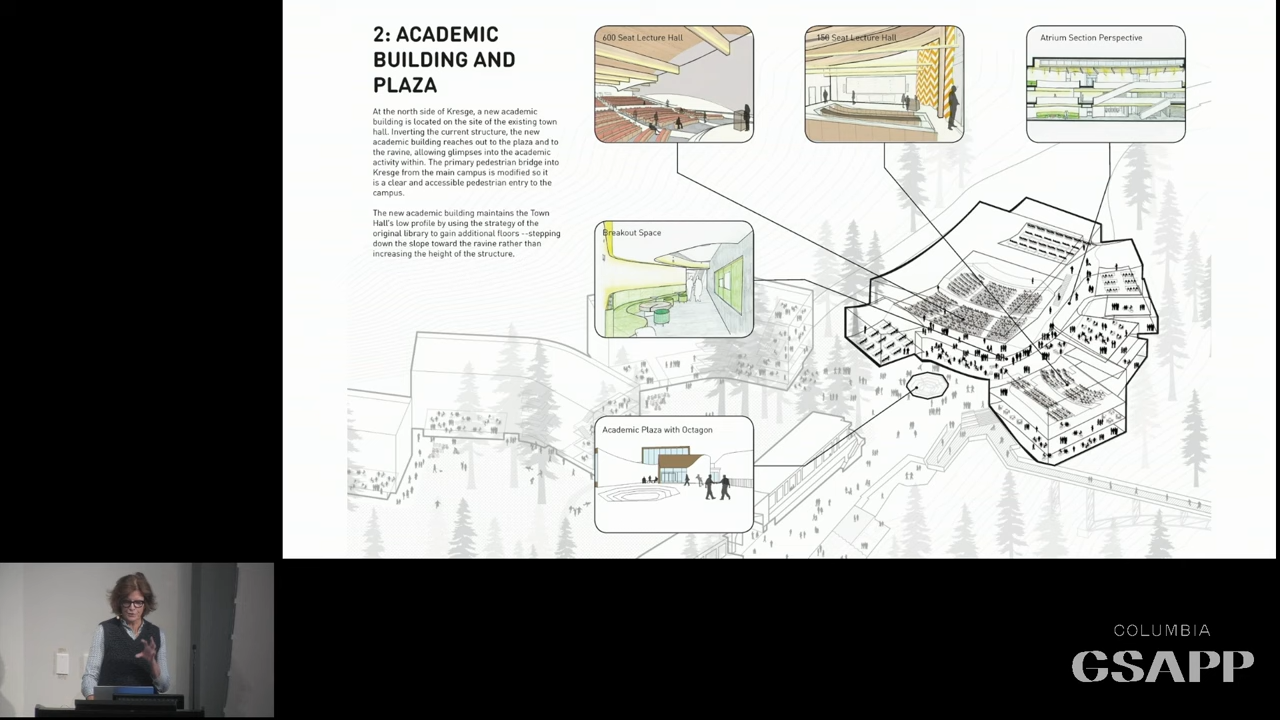 2: ACADEMIC
BUILDING AND
PLAZA
At the north side of Kresge, a new academic
building is located on the site of the existing town
hall. Inverting the current structure, the new
academic building reaches out to the plaza and to
the ravine, allowing glimpses into the academic
activity within. The primary pedestrian bridge into
Kresge from the main campus is modified so it
is a clear and accessible pedestrian entry to the
campus.
The new academic building maintains the Town
Hall's low profile by using the strategy of the
original library to gain additional floors --stepping
down the slope toward the ravine rather than
increasing the height of the structure.
600 Seat Lecture Hall
150 Seat Lecture Hall
Atrium Section Perspective
Breakout Space
Academic Plaza with Octagon
COLUMBIA
GSAPP